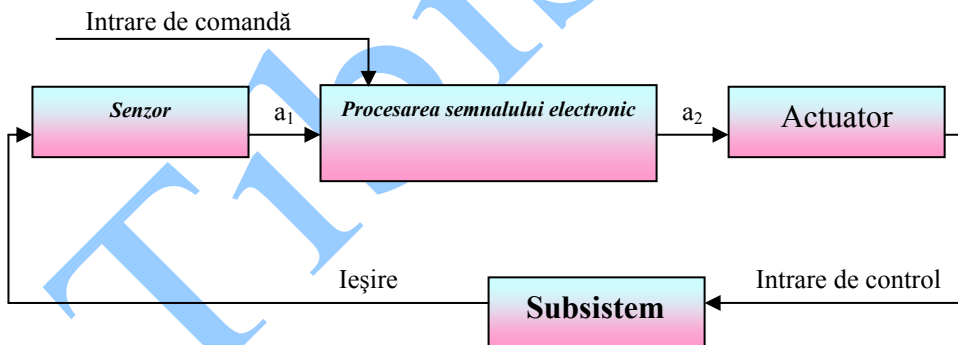 Intrare de comandă
Senzor
a₁
Procesarea semnalului electronic
a₂
Actuator
Ieşire
Subsistem
Intrare de control